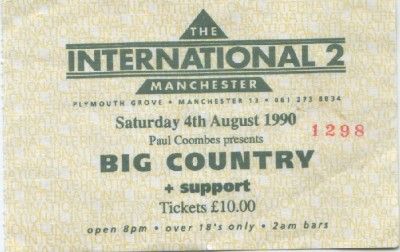 THE
INTERNATIONAL 2
MANCHESTER
PLYMOUTH GROVE • MANCHESTER 13 • 061 273 8834
Saturday 4th August 1990
Paul Coombes presents
1298
BIG COUNTRY
+ support
Tickets £10.00
open 8pm • over 18's only • 2am bars